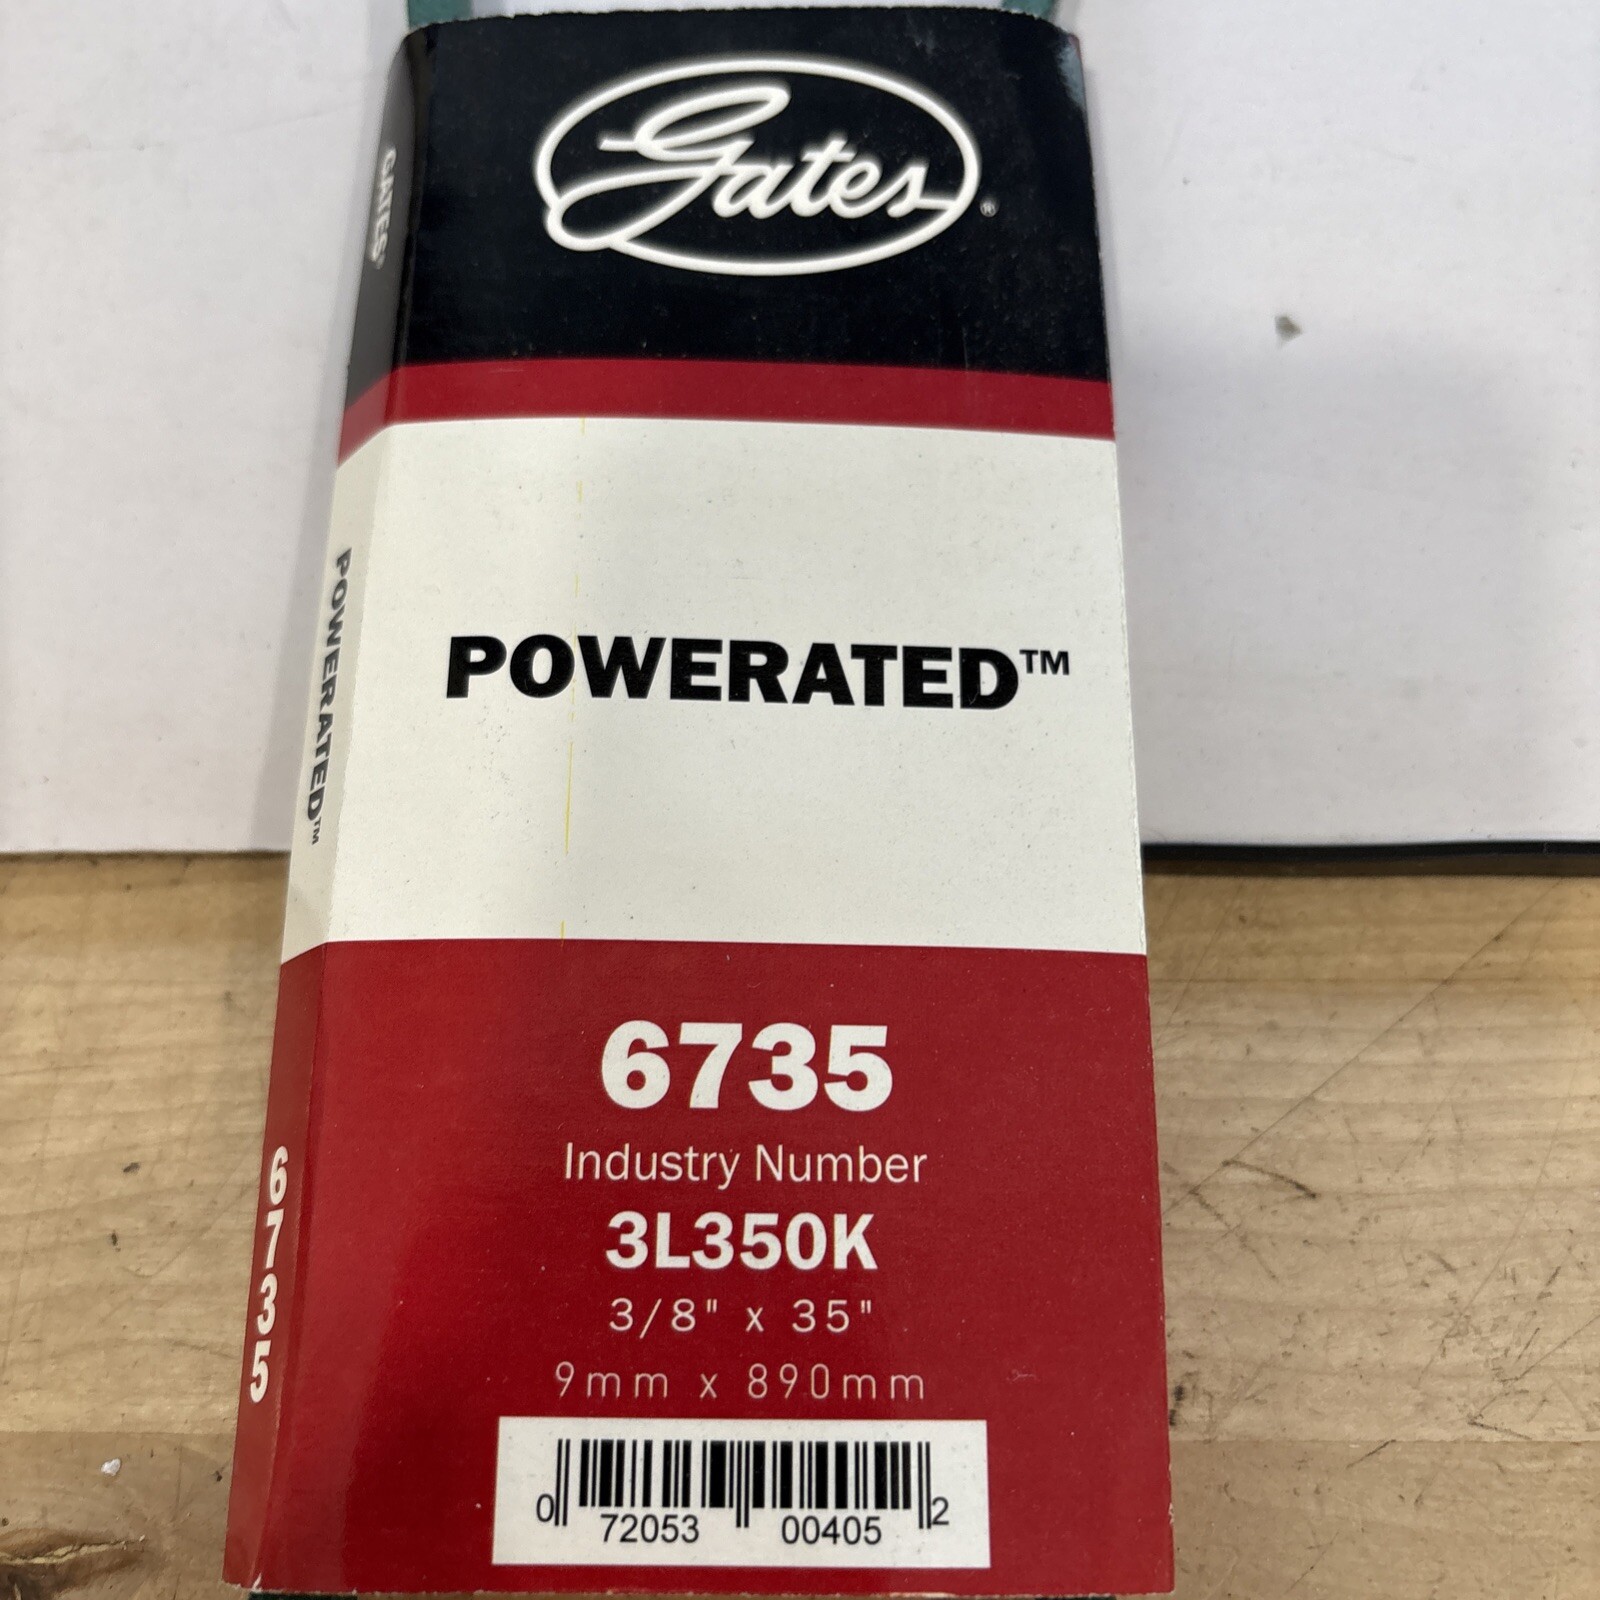 Gates®
GATES®
POWERATED™
POWERATED™
6735
6735
Industry Number
3L350K
3/8" x 35"
9mm x 890mm
0 72053 00405 2